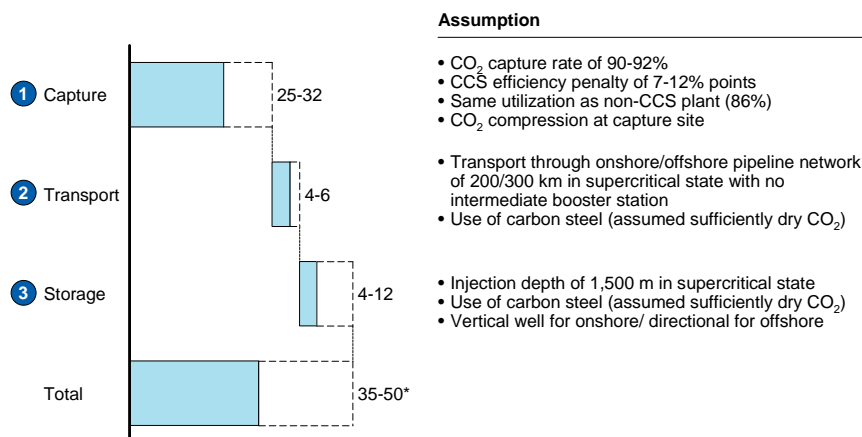 Assumption
1 Capture
25-32
• CO₂ capture rate of 90-92%
• CCS efficiency penalty of 7-12% points
• Same utilization as non-CCS plant (86%)
• CO₂ compression at capture site
2 Transport
4-6
• Transport through onshore/offshore pipeline network
of 200/300 km in supercritical state with no
intermediate booster station
• Use of carbon steel (assumed sufficiently dry CO₂)
3 Storage
4-12
• Injection depth of 1,500 m in supercritical state
• Use of carbon steel (assumed sufficiently dry CO₂)
• Vertical well for onshore/ directional for offshore
Total
35-50*